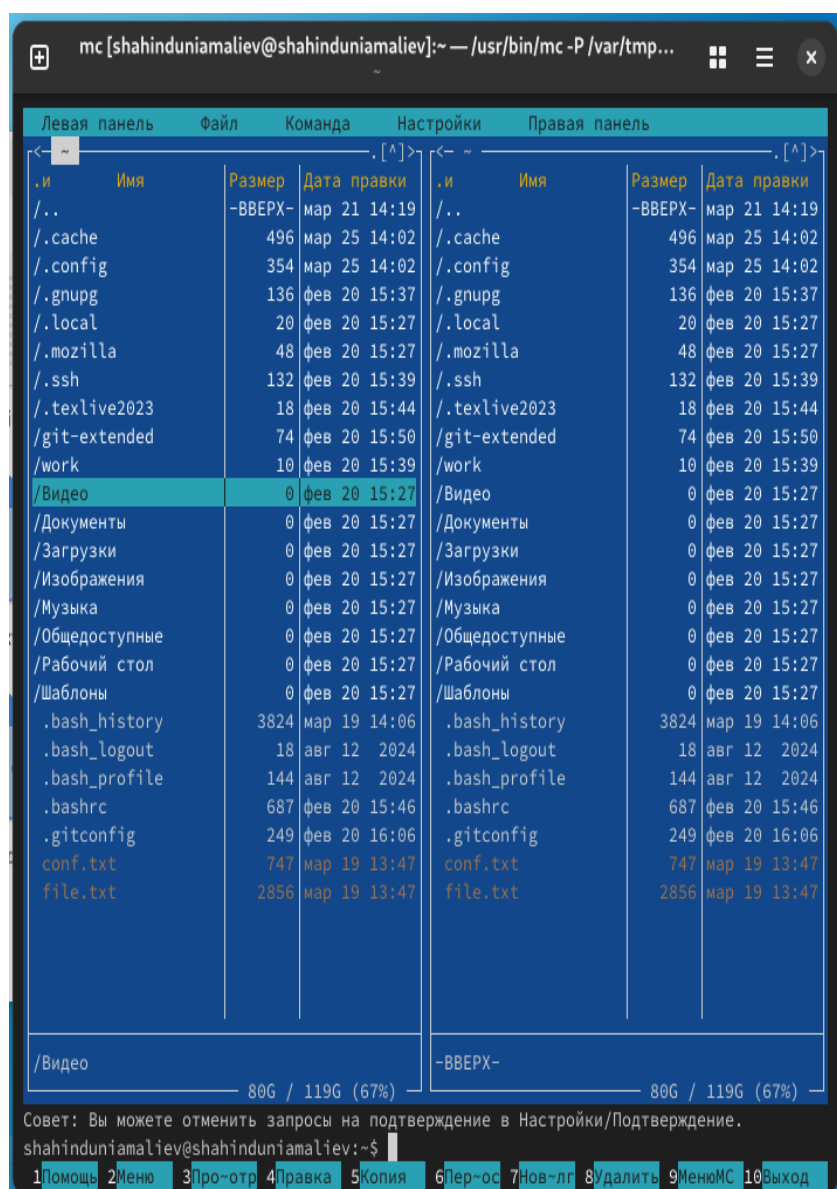 mc [shahinduniamaliev@shahinduniamaliev]:~ — /usr/bin/mc -P /var/tmp…
~
Левая панель Файл Команда Настройки Правая панель
<— ~ .[^]> <— ~ .[^]>
.и Имя Размер Дата правки .и Имя Размер Дата правки
/.. -ВВЕРХ- мар 21 14:19 /.. -ВВЕРХ- мар 21 14:19
/.cache 496 мар 25 14:02 /.cache 496 мар 25 14:02
/.config 354 мар 25 14:02 /.config 354 мар 25 14:02
/.gnupg 136 фев 20 15:37 /.gnupg 136 фев 20 15:37
/.local 20 фев 20 15:27 /.local 20 фев 20 15:27
/.mozilla 48 фев 20 15:27 /.mozilla 48 фев 20 15:27
/.ssh 132 фев 20 15:39 /.ssh 132 фев 20 15:39
/.texlive2023 18 фев 20 15:44 /.texlive2023 18 фев 20 15:44
/git-extended 74 фев 20 15:50 /git-extended 74 фев 20 15:50
/work 10 фев 20 15:39 /work 10 фев 20 15:39
/Видео 0 фев 20 15:27 /Видео 0 фев 20 15:27
/Документы 0 фев 20 15:27 /Документы 0 фев 20 15:27
/Загрузки 0 фев 20 15:27 /Загрузки 0 фев 20 15:27
/Изображения 0 фев 20 15:27 /Изображения 0 фев 20 15:27
/Музыка 0 фев 20 15:27 /Музыка 0 фев 20 15:27
/Общедоступные 0 фев 20 15:27 /Общедоступные 0 фев 20 15:27
/Рабочий стол 0 фев 20 15:27 /Рабочий стол 0 фев 20 15:27
/Шаблоны 0 фев 20 15:27 /Шаблоны 0 фев 20 15:27
.bash_history 3824 мар 19 14:06 .bash_history 3824 мар 19 14:06
.bash_logout 18 авг 12 2024 .bash_logout 18 авг 12 2024
.bash_profile 144 авг 12 2024 .bash_profile 144 авг 12 2024
.bashrc 687 фев 20 15:46 .bashrc 687 фев 20 15:46
.gitconfig 249 фев 20 16:06 .gitconfig 249 фев 20 16:06
conf.txt 747 мар 19 13:47 conf.txt 747 мар 19 13:47
file.txt 2856 мар 19 13:47 file.txt 2856 мар 19 13:47
/Видео -ВВЕРХ-
80G / 119G (67%) 80G / 119G (67%)
Совет: Вы можете отменить запросы на подтверждение в Настройки/Подтверждение.
shahinduniamaliev@shahinduniamaliev:~$
1Помощь 2Меню 3Про~отр 4Правка 5Копия 6Пер~ос 7Нов~лг 8Удалить 9МенюMC 10Выход